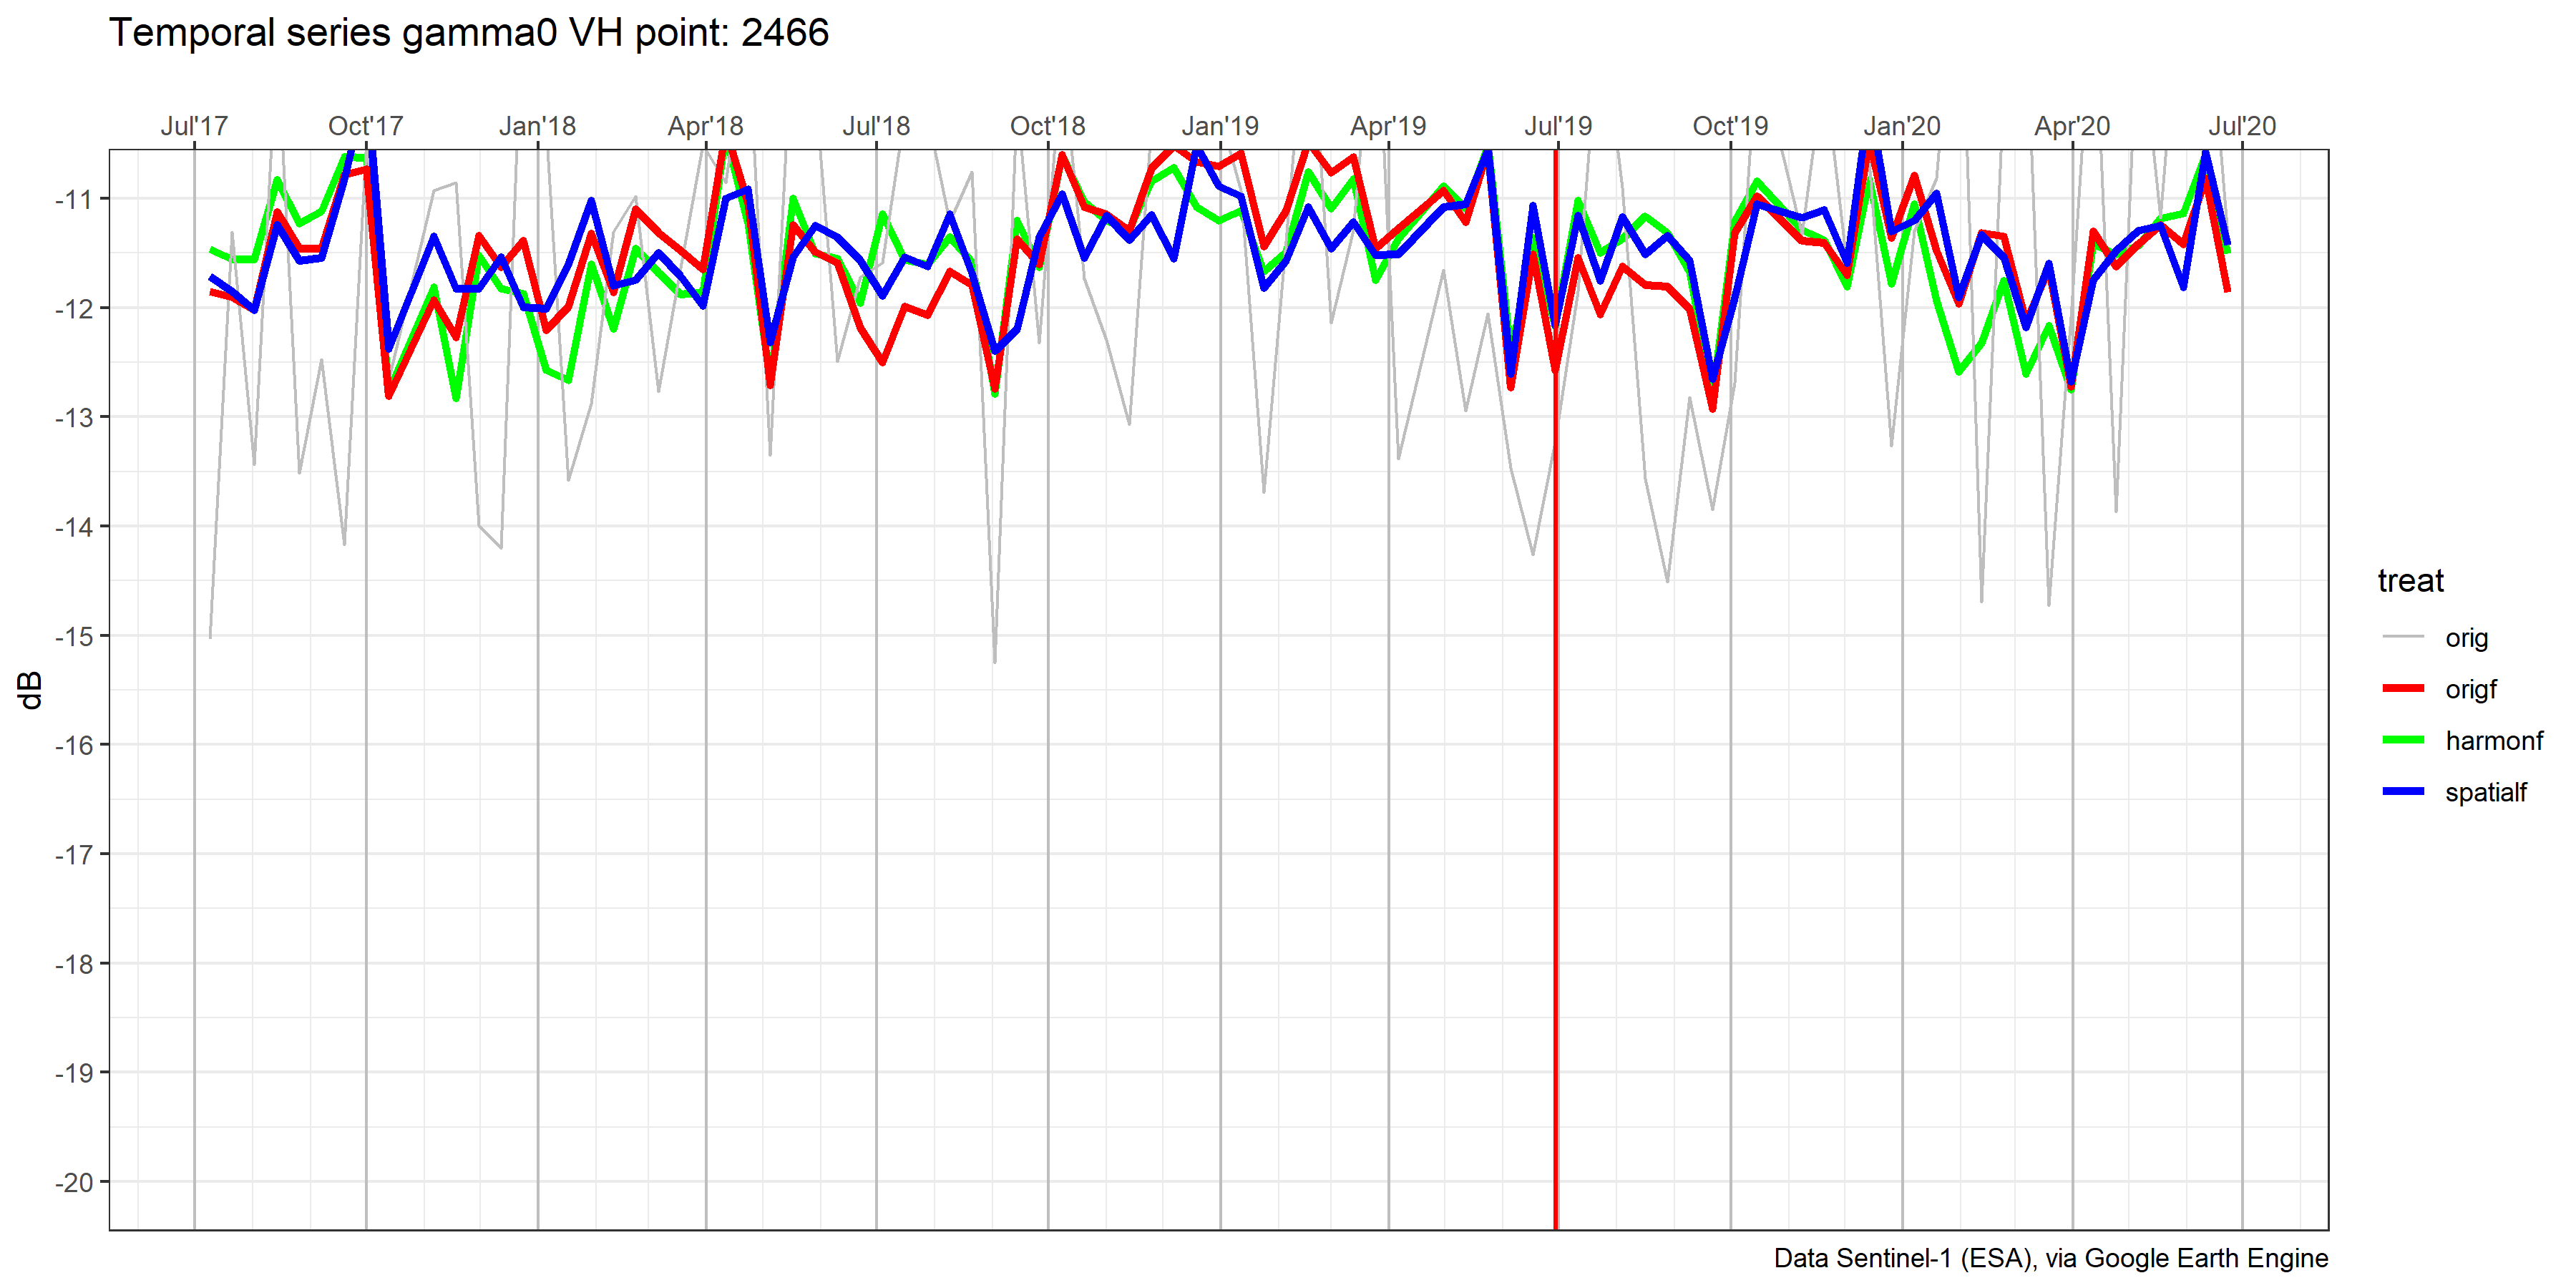 Temporal series gamma0 VH point: 2466
Jul'17 Oct'17 Jan'18 Apr'18 Jul'18 Oct'18 Jan'19 Apr'19 Jul'19 Oct'19 Jan'20 Apr'20 Jul'20
-11
-12
-13
-14
-15
-16
-17
-18
-19
-20
dB
treat
orig
origf
harmonf
spatialf
Data Sentinel-1 (ESA), via Google Earth Engine